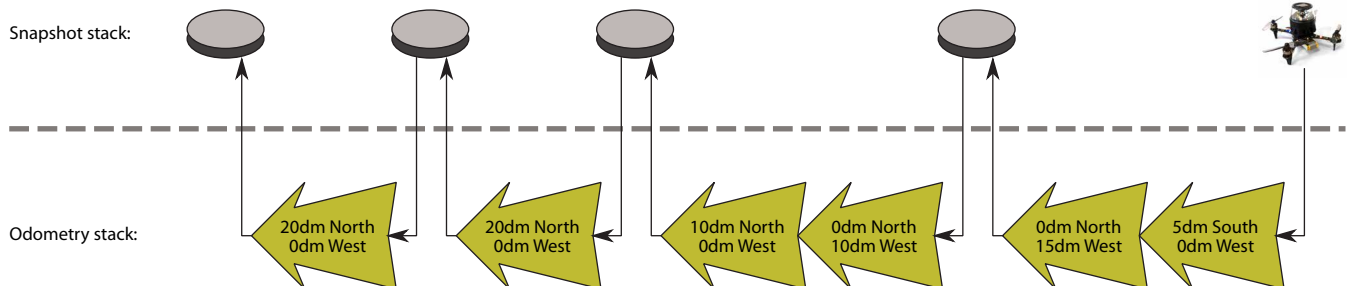 Snapshot stack:
Odometry stack:
20dm North
0dm West
20dm North
0dm West
10dm North
0dm West
0dm North
10dm West
0dm North
15dm West
5dm South
0dm West